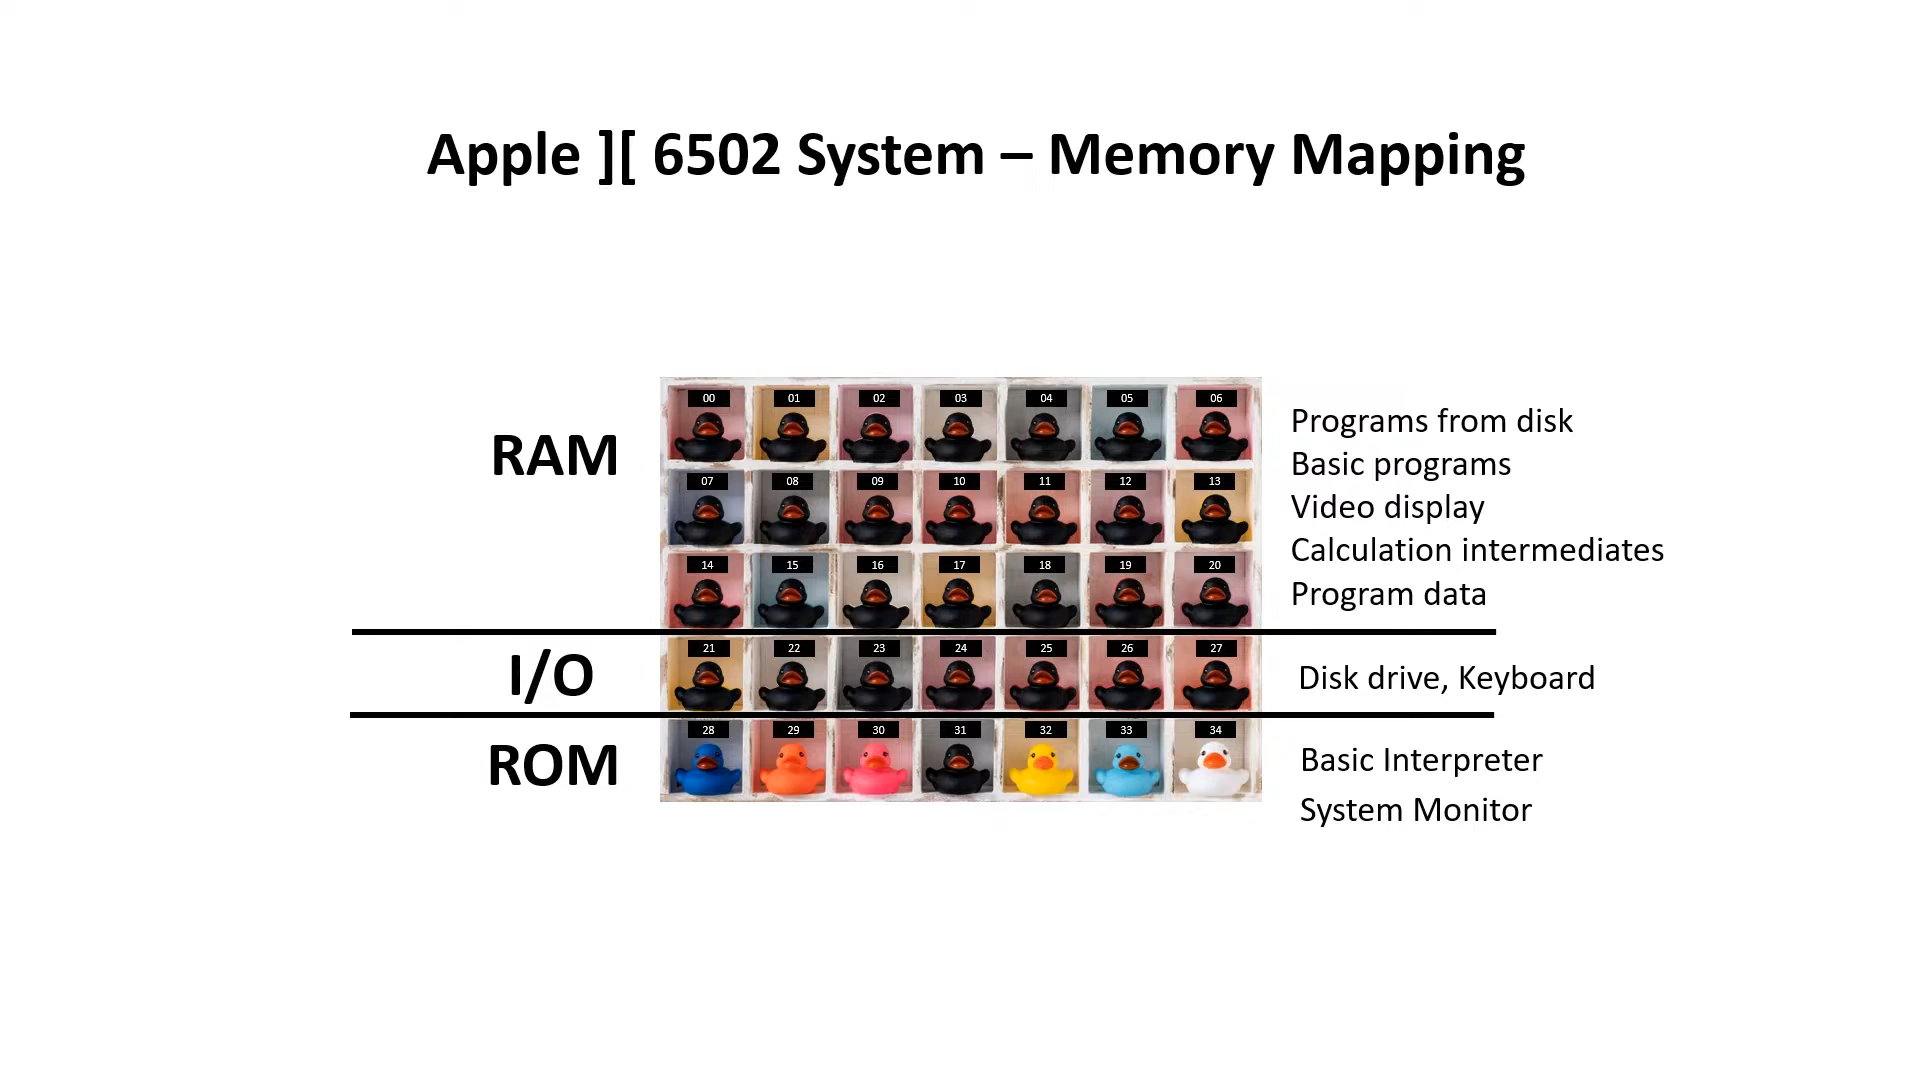 Apple ][ 6502 System – Memory Mapping
RAM
00 01 02 03 04 05 06
07 08 09 10 11 12 13
14 15 16 17 18 19 20
Programs from disk
Basic programs
Video display
Calculation intermediates
Program data
I/O
21 22 23 24 25 26 27
Disk drive, Keyboard
ROM
28 29 30 31 32 33 34
Basic Interpreter
System Monitor